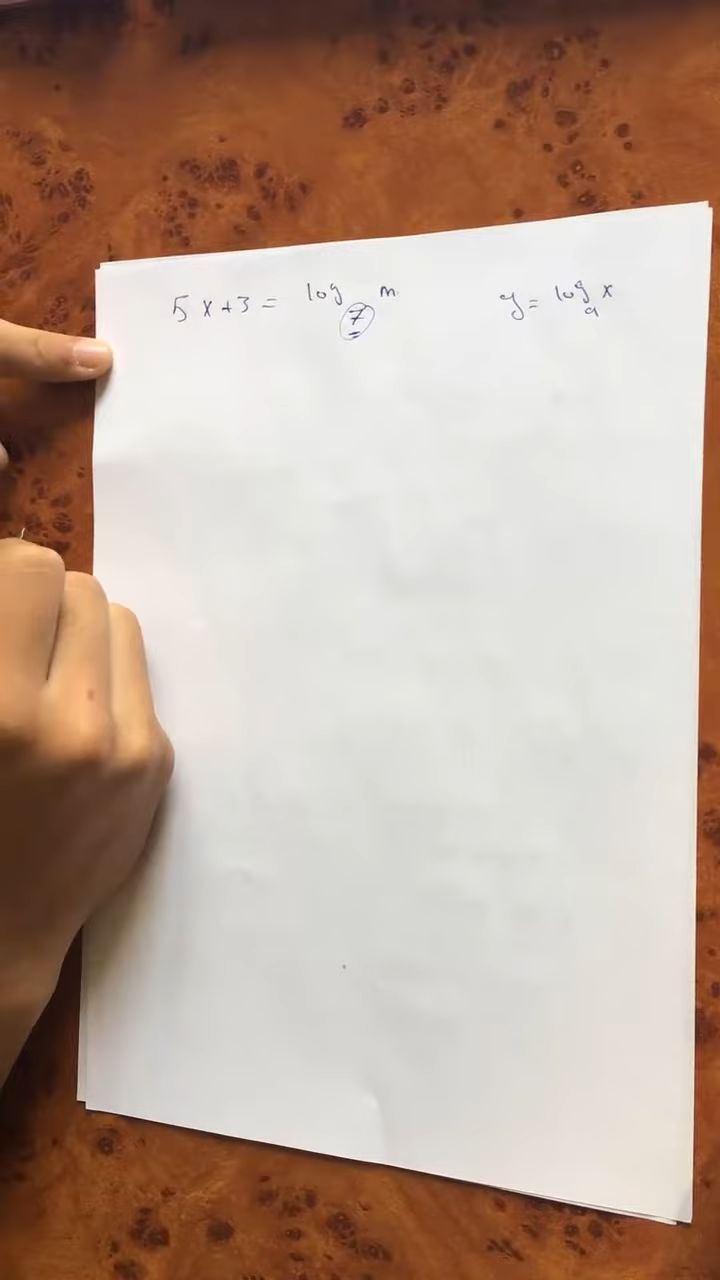 5x+3 = log₇ m
y = logₐ x